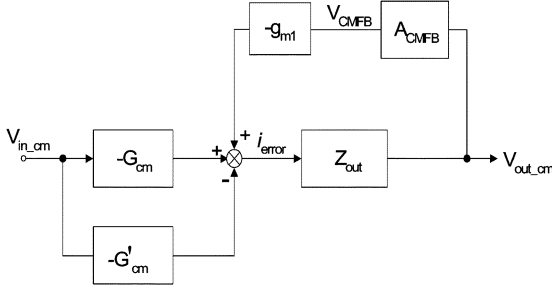 -g_m1
V_CMFB
A_CMFB
V_in_cm
-G_cm
+
+
-
i_error
Z_out
V_out_cm
-G'_cm